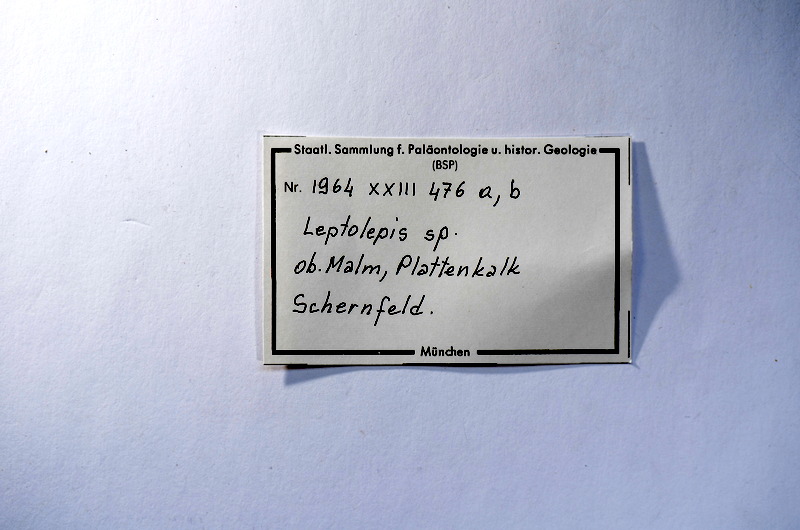 Staatl. Sammlung f. Paläontologie u. histor. Geologie
(BSP)
Nr. 1964 XXIII 476 a, b
Leptolepis sp.
ob. Malm, Plattenkalk
Schernfeld.
München